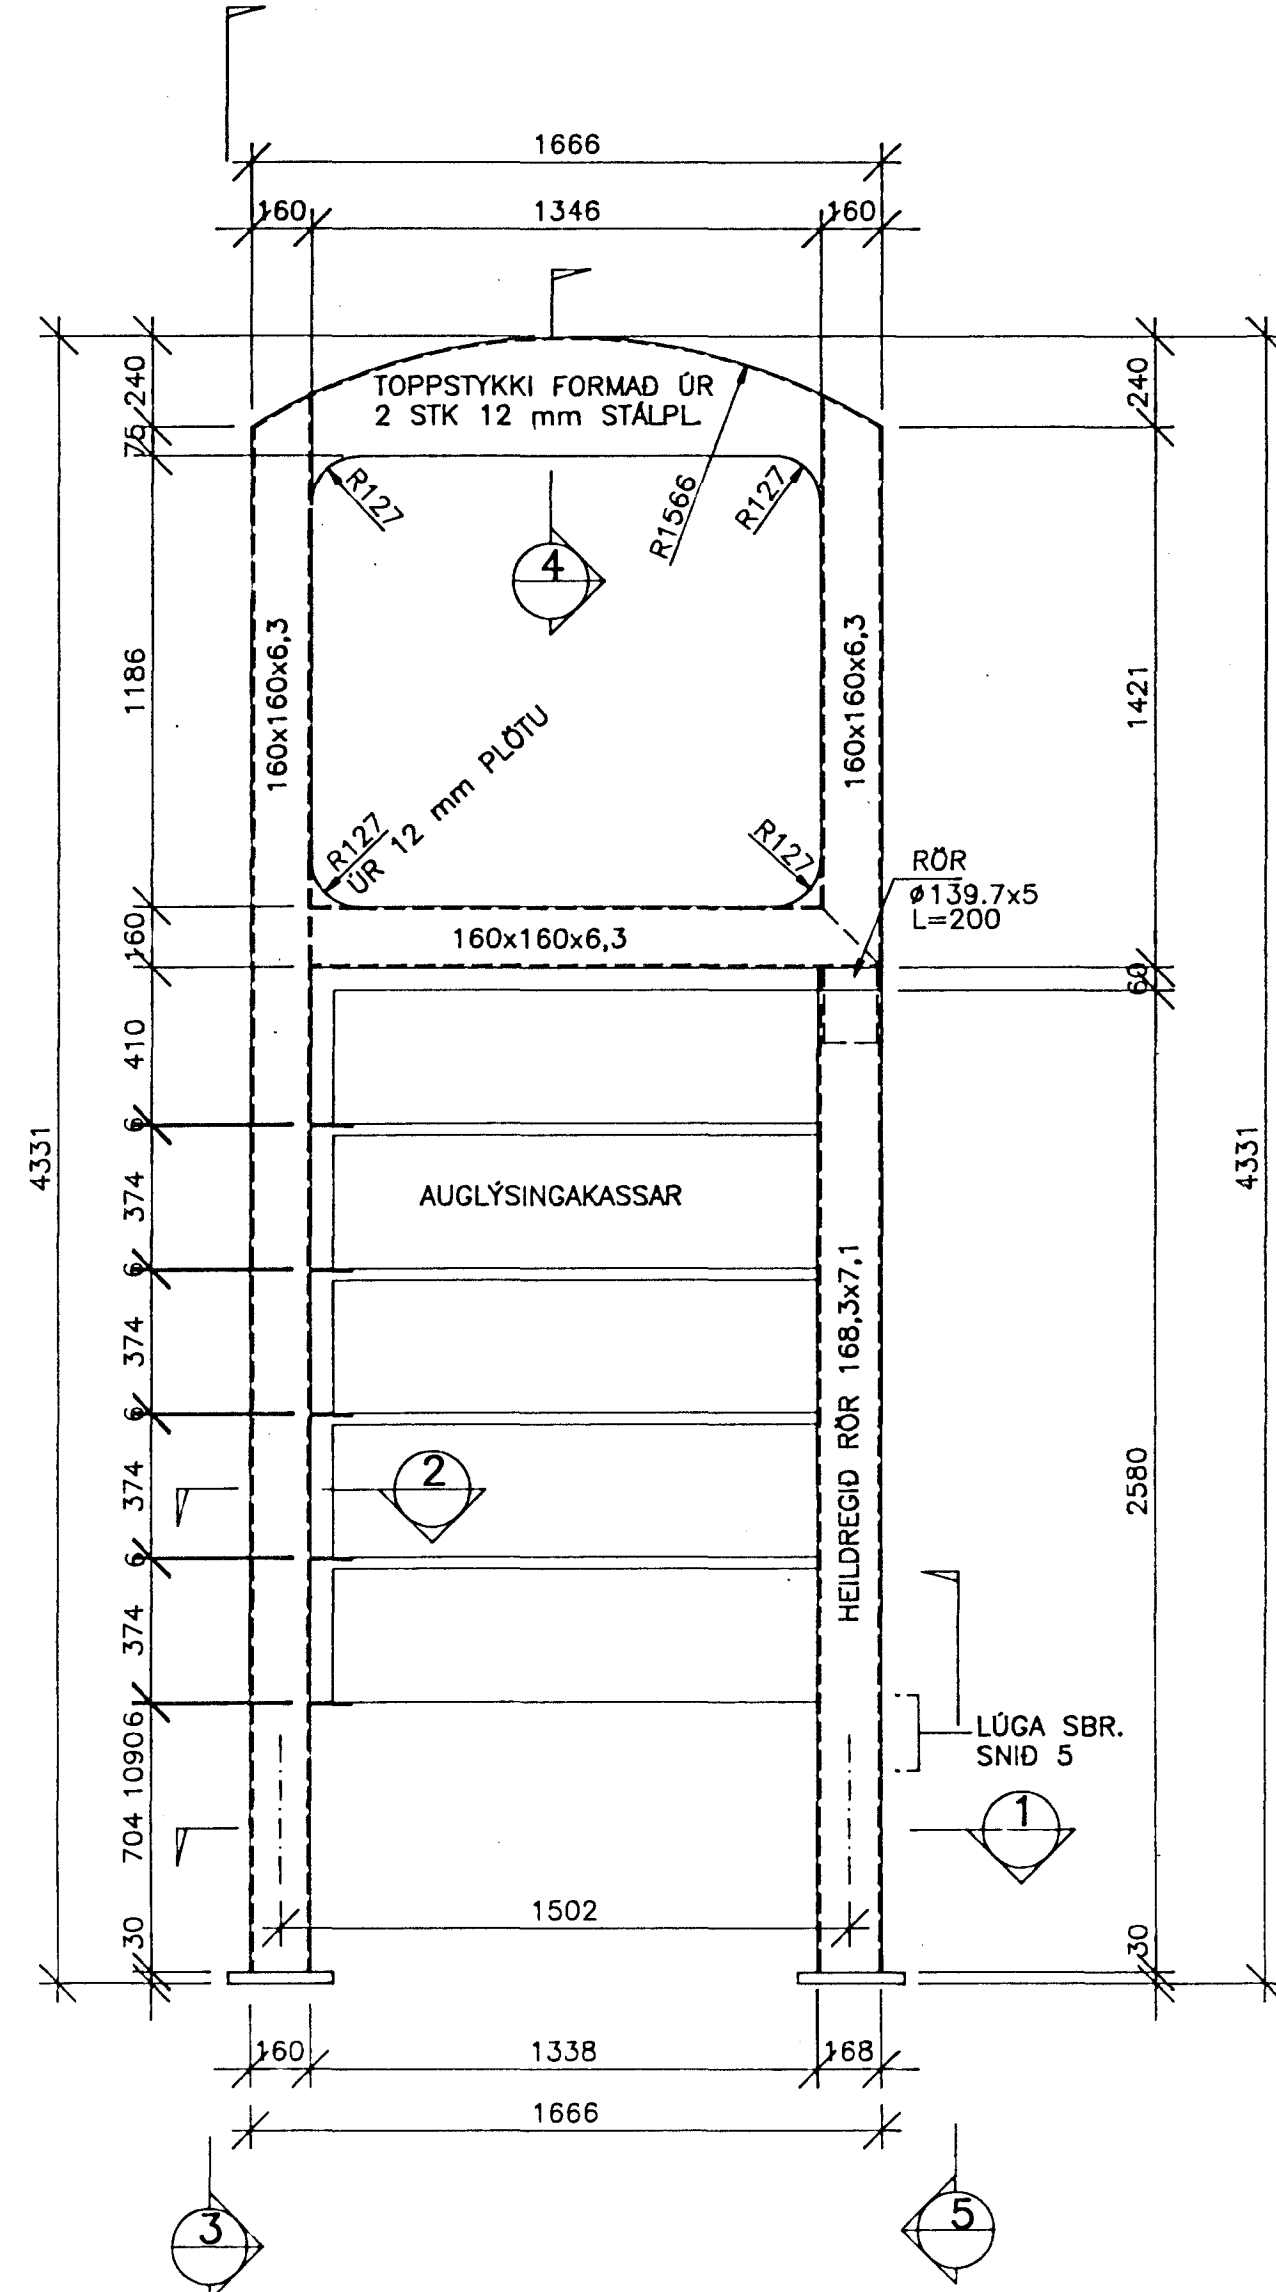 1666
160 1346 160
240
76
1186
160
410
6
374
6
374
6
374
6
374
10906
704
30
4331
TOPPSTYKKI FORMAÐ ÚR
2 STK 12 mm STÁLPL.
R127
R1566
R127
4
160x160x6,3
160x160x6,3
R127
ÚR 12 mm PLÖTU
R127
160x160x6,3
RÖR
ø139.7x5
L=200
240
1421
60
2580
30
4331
AUGLÝSINGAKASSAR
HEILDREGIÐ RÖR 168,3x7,1
2
LÚGA SBR.
SNIÐ 5
1
1502
160 1338 168
1666
3
5